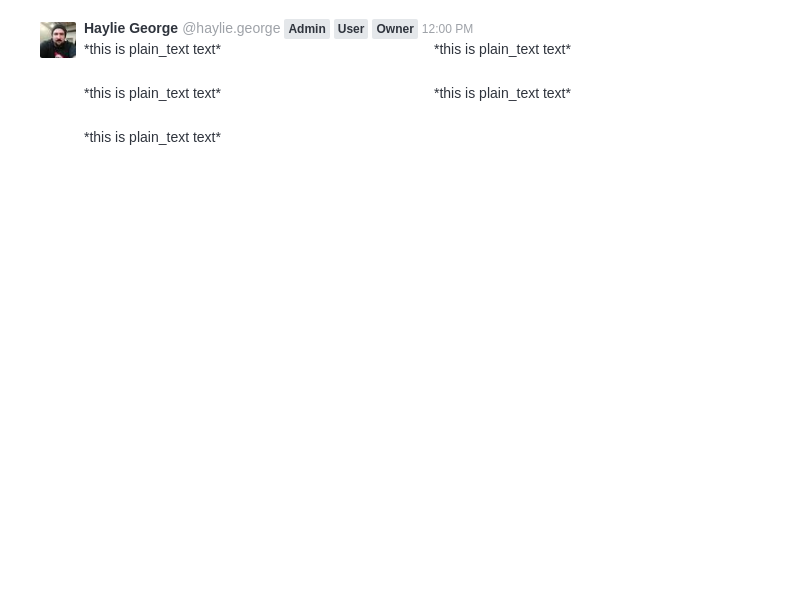 Haylie George @haylie.george Admin User Owner 12:00 PM
*this is plain_text text* *this is plain_text text*
*this is plain_text text* *this is plain_text text*
*this is plain_text text*